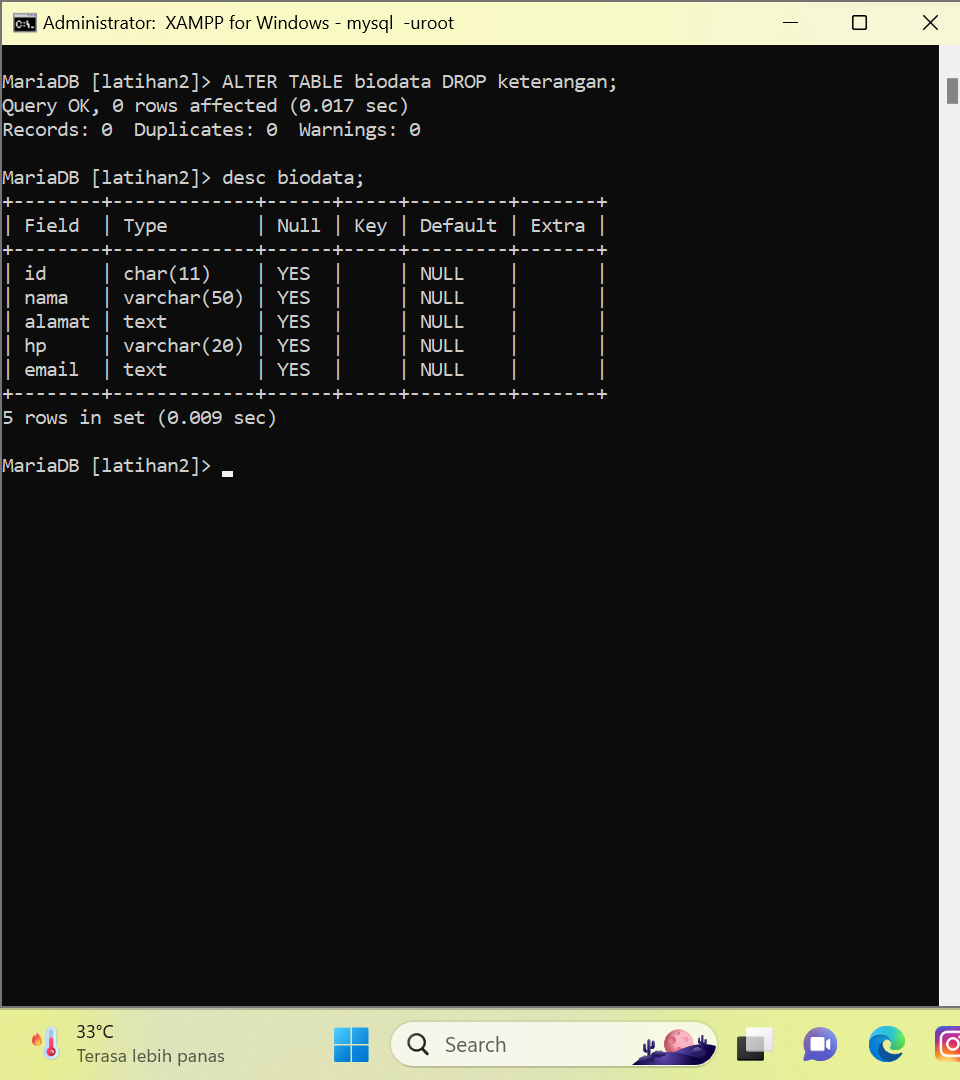 Administrator:  XAMPP for Windows - mysql  -uroot
MariaDB [latihan2]> ALTER TABLE biodata DROP keterangan;
Query OK, 0 rows affected (0.017 sec)
Records: 0  Duplicates: 0  Warnings: 0
MariaDB [latihan2]> desc biodata;
+--------+-------------+------+-----+---------+-------+
| Field  | Type        | Null | Key | Default | Extra |
+--------+-------------+------+-----+---------+-------+
| id     | char(11)    | YES  |     | NULL    |       |
| nama   | varchar(50) | YES  |     | NULL    |       |
| alamat | text        | YES  |     | NULL    |       |
| hp     | varchar(20) | YES  |     | NULL    |       |
| email  | text        | YES  |     | NULL    |       |
+--------+-------------+------+-----+---------+-------+
5 rows in set (0.009 sec)
MariaDB [latihan2]>
33°C
Terasa lebih panas
Search